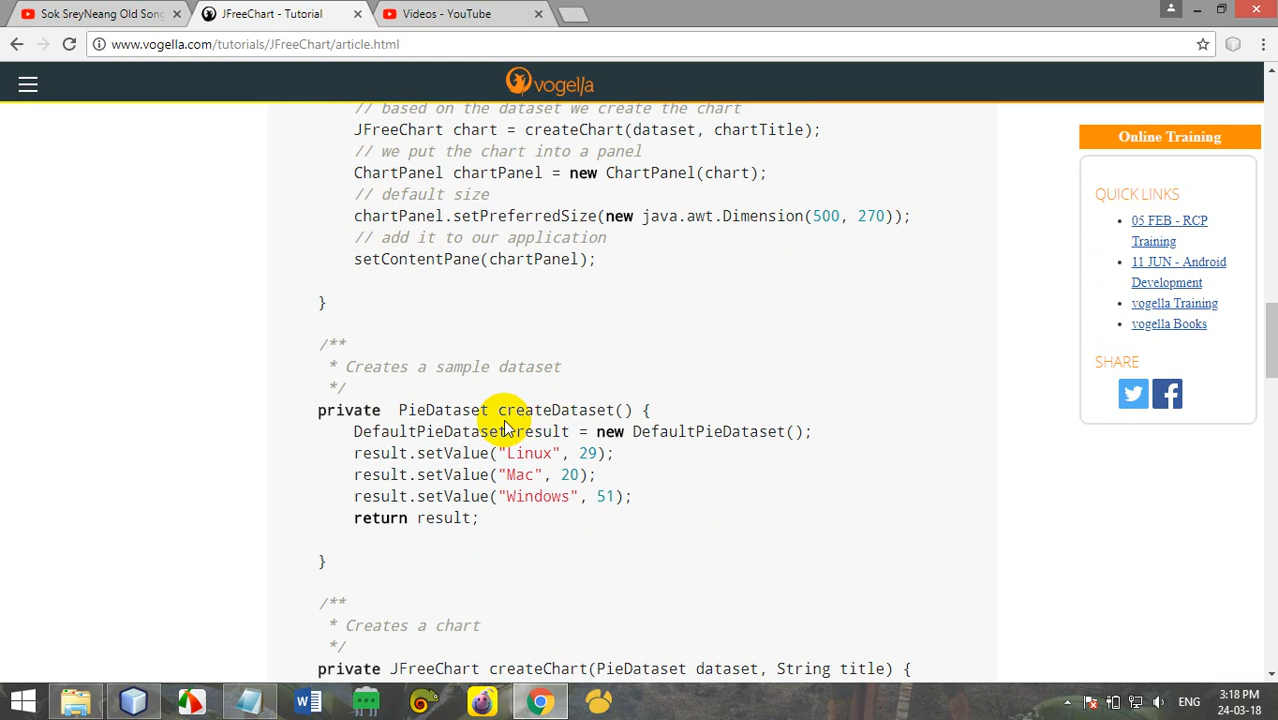 Sok SreyNeang Old Song
JFreeChart - Tutorial
Videos - YouTube
www.vogella.com/tutorials/JFreeChart/article.html
vogella
// based on the dataset we create the chart
JFreeChart chart = createChart(dataset, chartTitle);
// we put the chart into a panel
ChartPanel chartPanel = new ChartPanel(chart);
// default size
chartPanel.setPreferredSize(new java.awt.Dimension(500, 270));
// add it to our application
setContentPane(chartPanel);
}
/**
* Creates a sample dataset
*/
private  PieDataset createDataset() {
DefaultPieDataset result = new DefaultPieDataset();
result.setValue("Linux", 29);
result.setValue("Mac", 20);
result.setValue("Windows", 51);
return result;
}
/**
* Creates a chart
*/
private JFreeChart createChart(PieDataset dataset, String title) {
Online Training
QUICK LINKS
05 FEB - RCP
Training
11 JUN - Android
Development
vogella Training
vogella Books
SHARE
ENG
3:18 PM
24-03-18